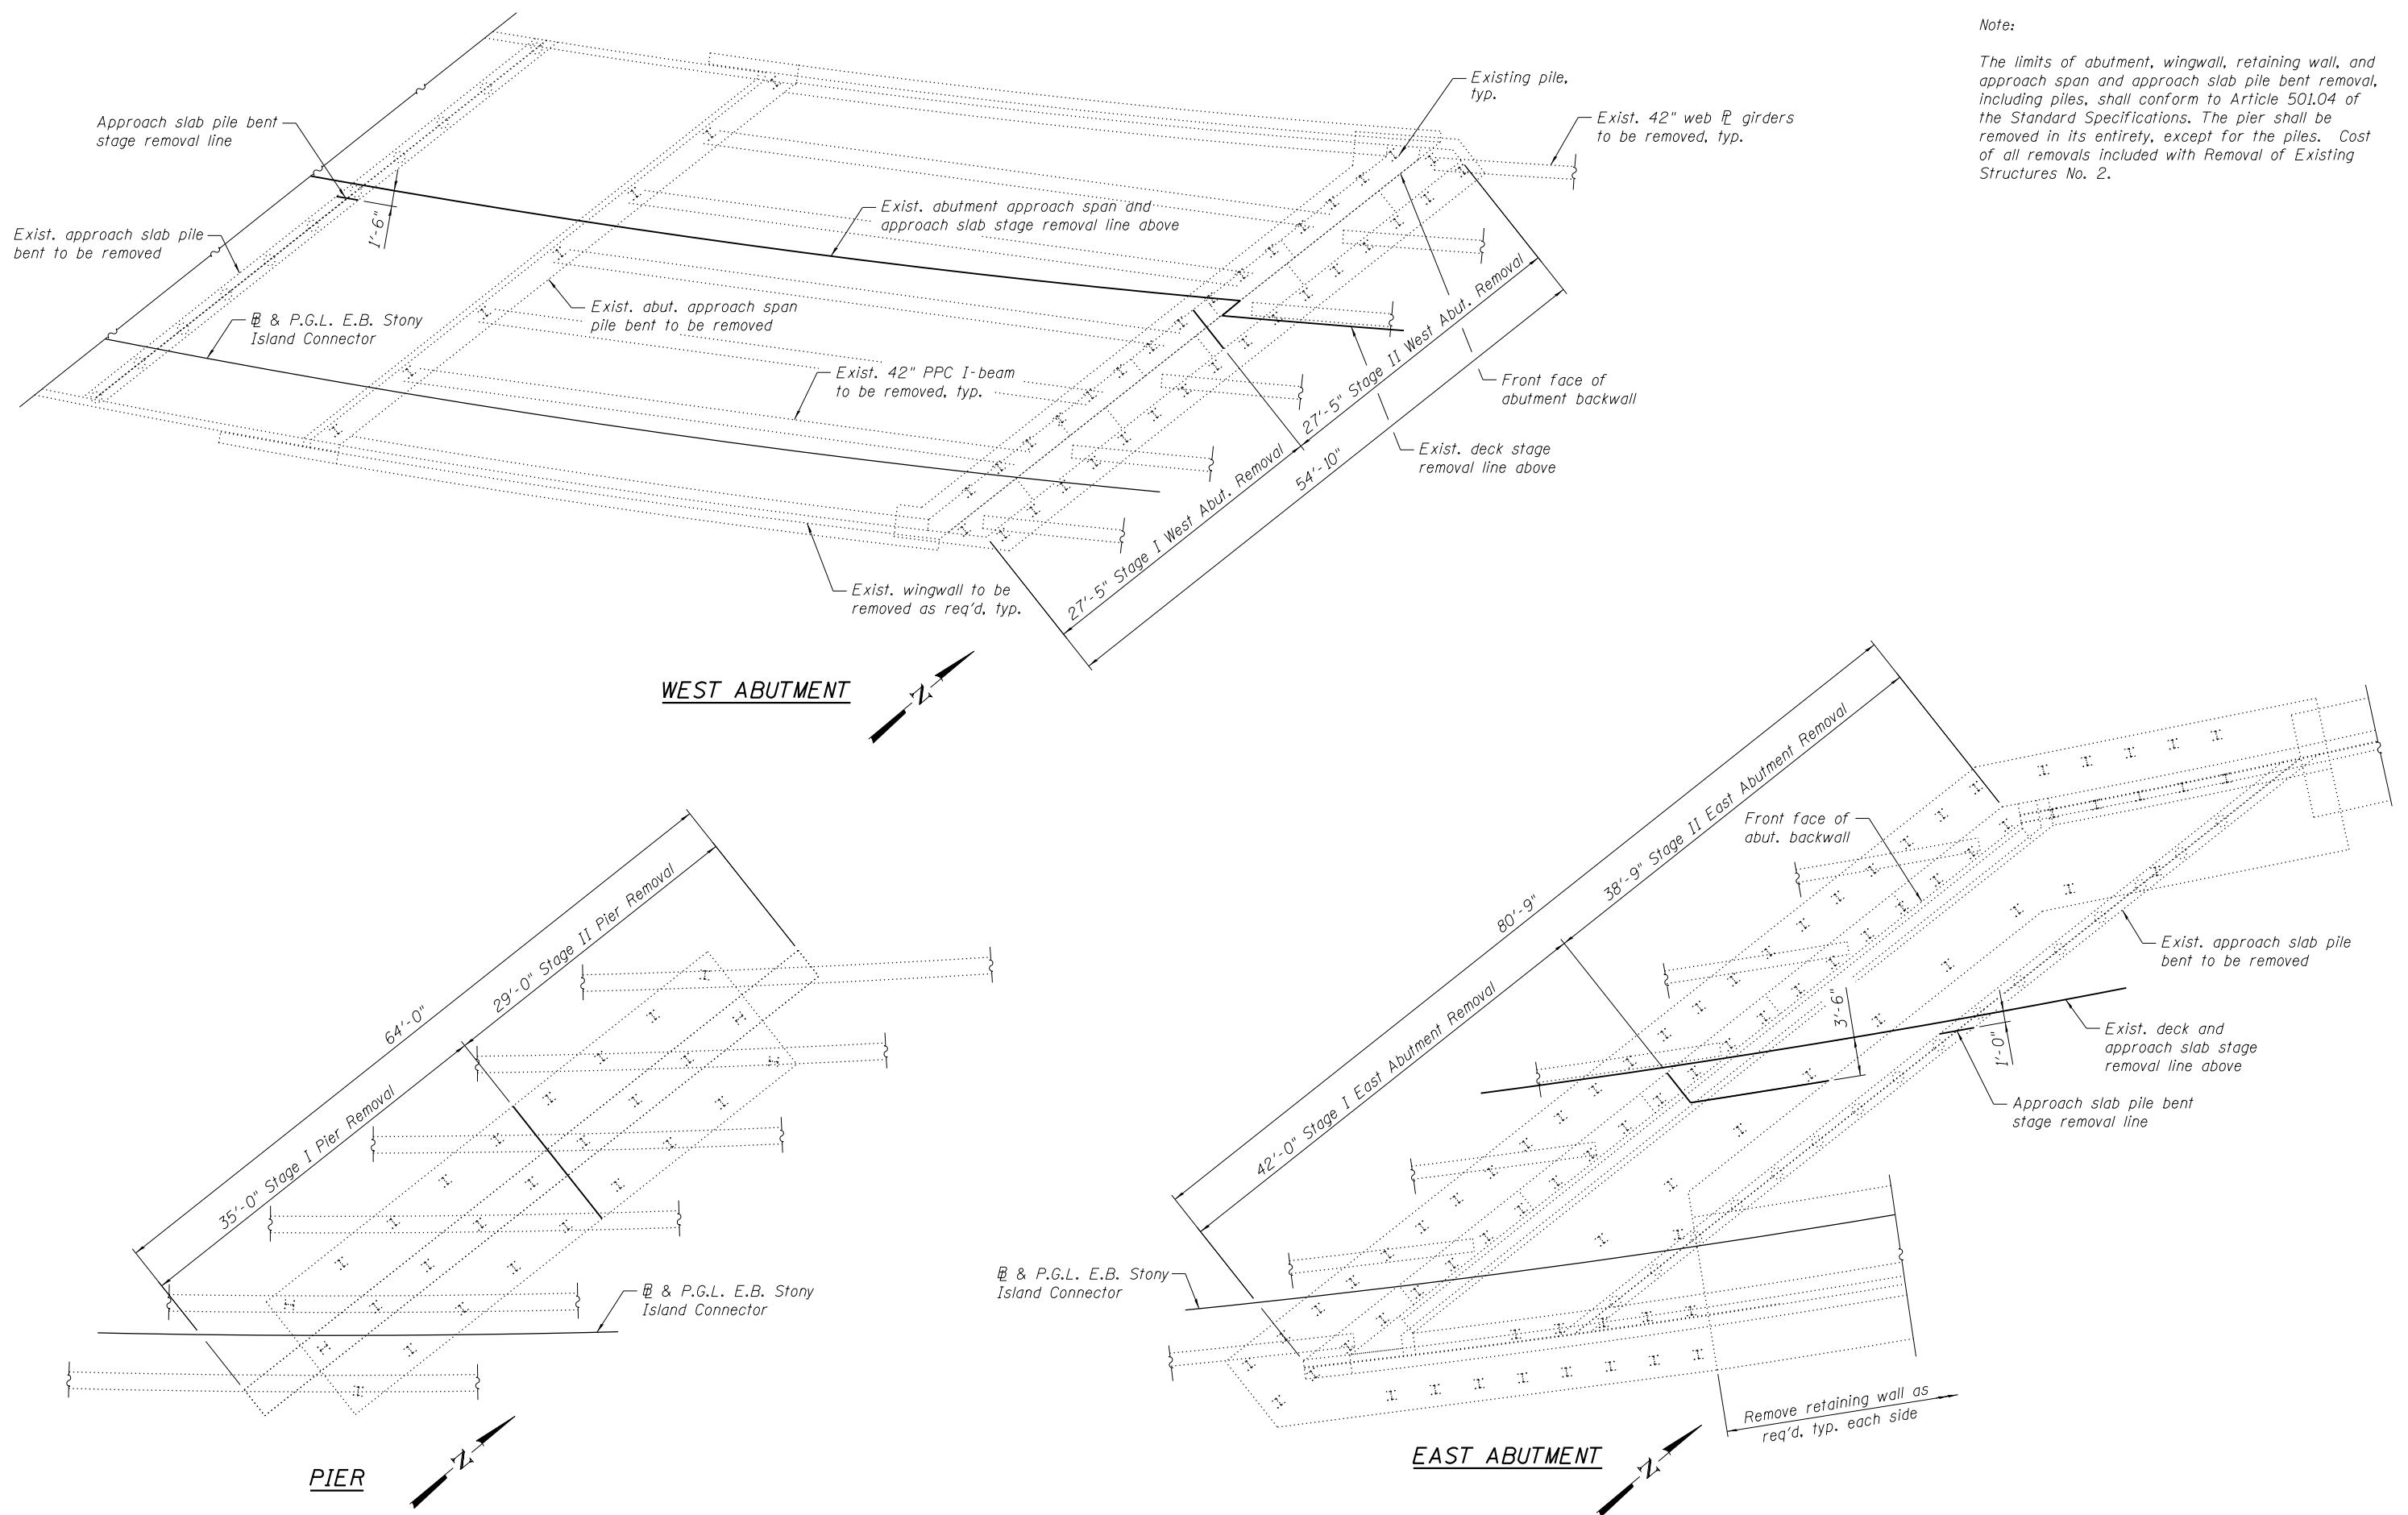 Note:
The limits of abutment, wingwall, retaining wall, and
approach span and approach slab pile bent removal,
including piles, shall conform to Article 501.04 of
the Standard Specifications. The pier shall be
removed in its entirety, except for the piles. Cost
of all removals included with Removal of Existing
Structures No. 2.
Approach slab pile bent
stage removal line
Exist. approach slab pile
bent to be removed
1'-6"
℄ & P.G.L. E.B. Stony
Island Connector
Exist. abutment approach span and
approach slab stage removal line above
Exist. abut. approach span
pile bent to be removed
Exist. 42" PPC I-beam
to be removed, typ.
Existing pile,
typ.
Exist. 42" web ℄ girders
to be removed, typ.
Front face of
abutment backwall
Exist. deck stage
removal line above
Exist. wingwall to be
removed as req'd, typ.
27'-5" Stage I West Abut. Removal
27'-5" Stage II West Abut. Removal
54'-10"
WEST ABUTMENT
N
64'-0"
35'-0" Stage I Pier Removal
29'-0" Stage II Pier Removal
℄ & P.G.L. E.B. Stony
Island Connector
PIER
N
80'-9"
42'-0" Stage I East Abutment Removal
38'-9" Stage II East Abutment Removal
Front face of
abut. backwall
3'-6"
1'-0"
Exist. approach slab pile
bent to be removed
Exist. deck and
approach slab stage
removal line above
Approach slab pile bent
stage removal line
℄ & P.G.L. E.B. Stony
Island Connector
Remove retaining wall as
req'd, typ. each side
EAST ABUTMENT
N